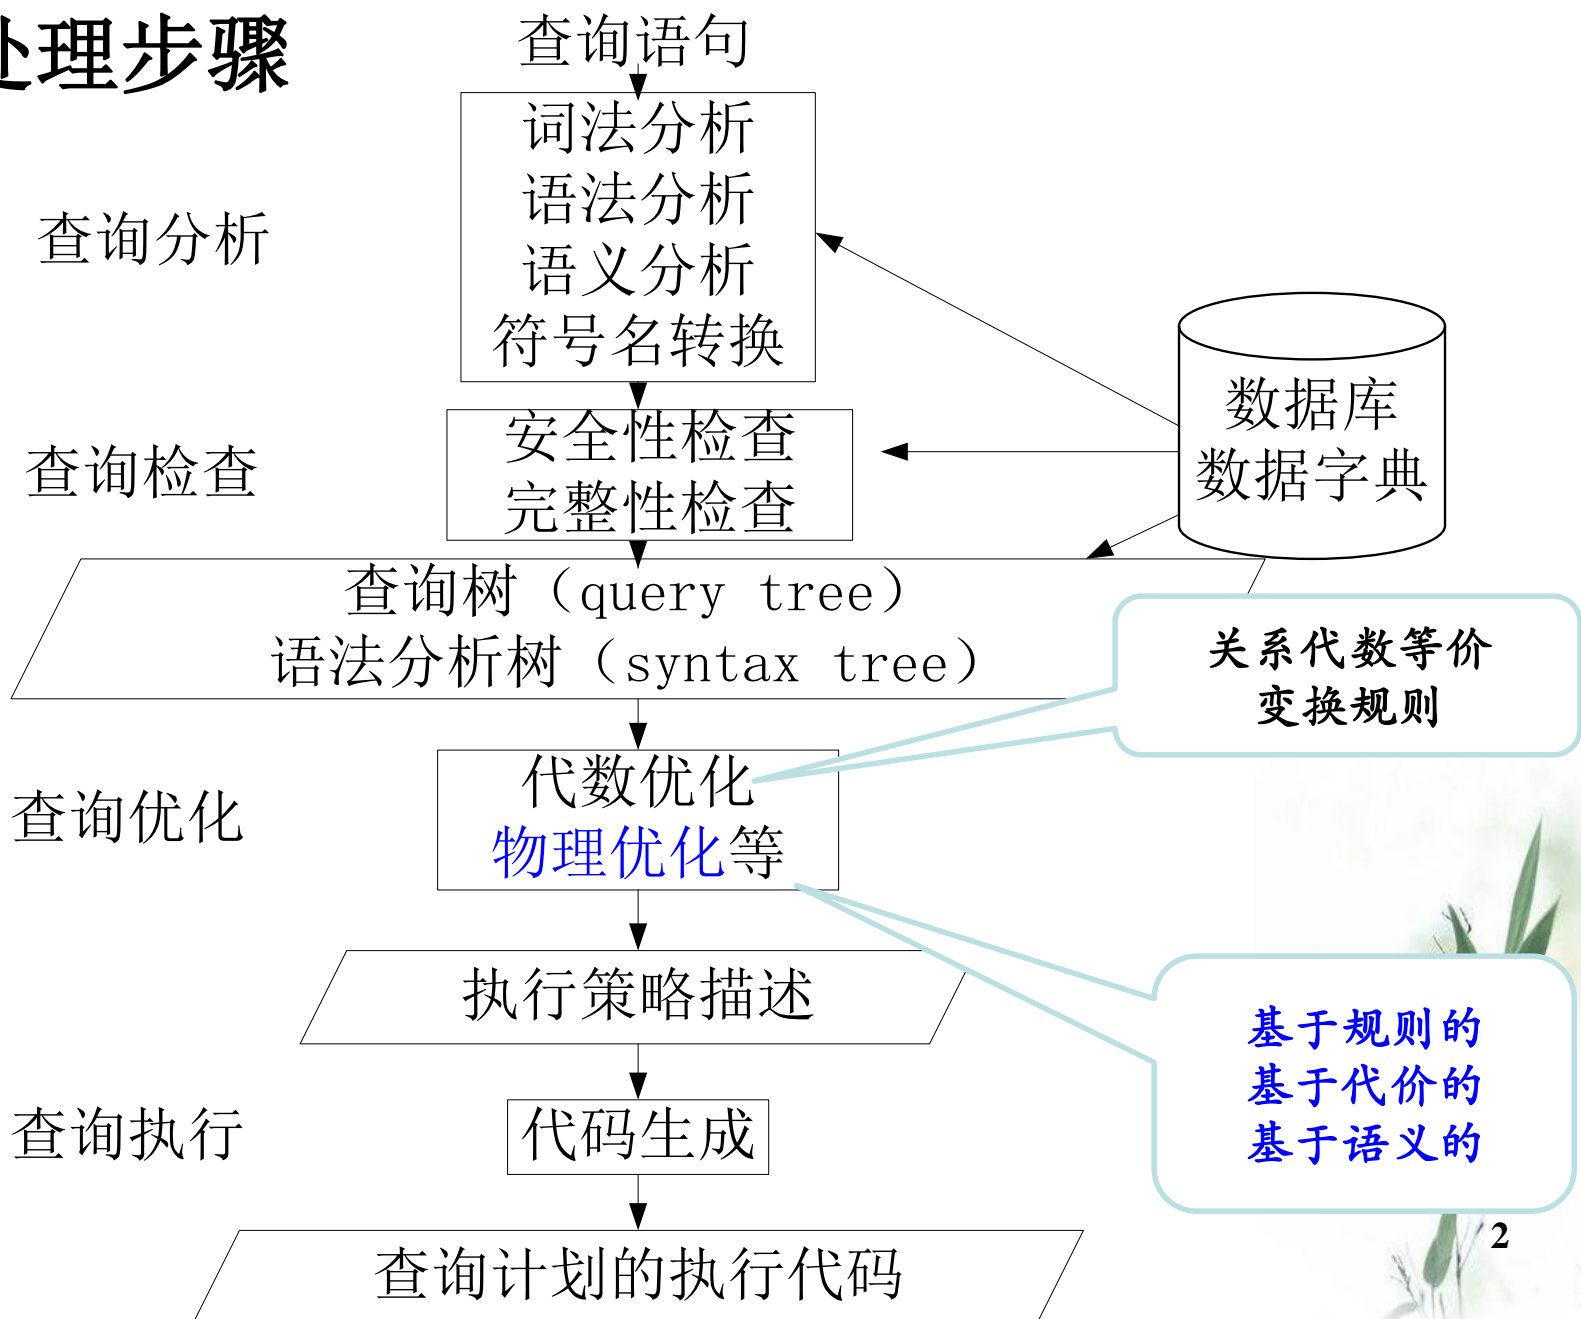 处理步骤
查询语句
词法分析
语法分析
查询分析
语义分析
符号名转换
数据库
数据字典
安全性检查
查询检查
完整性检查
查询树（query tree）
语法分析树（syntax tree）
关系代数等价
变换规则
代数优化
查询优化
物理优化等
执行策略描述
基于规则的
基于代价的
基于语义的
代码生成
查询执行
2
查询计划的执行代码